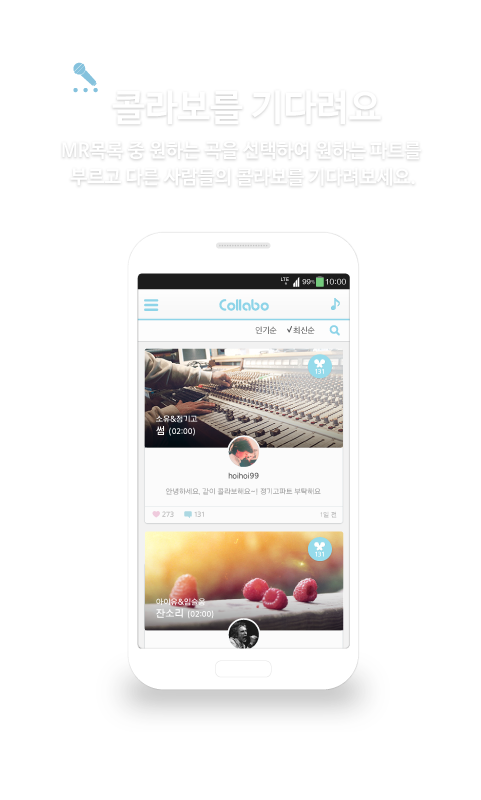 콜라보를 기다려요
MR목록 중 원하는 곡을 선택하여 원하는 파트를
부르고 다른 사람들의 콜라보를 기다려보세요.
LTE 99% 10:00
Collabo
인기순 ✓최신순
131
소유&정기고
썸 (02:00)
hoihoi99
안녕하세요, 같이 콜라보해요~! 정기고파트 부탁해요
273 131 1일 전
131
아이유&임슬옹
잔소리 (02:00)